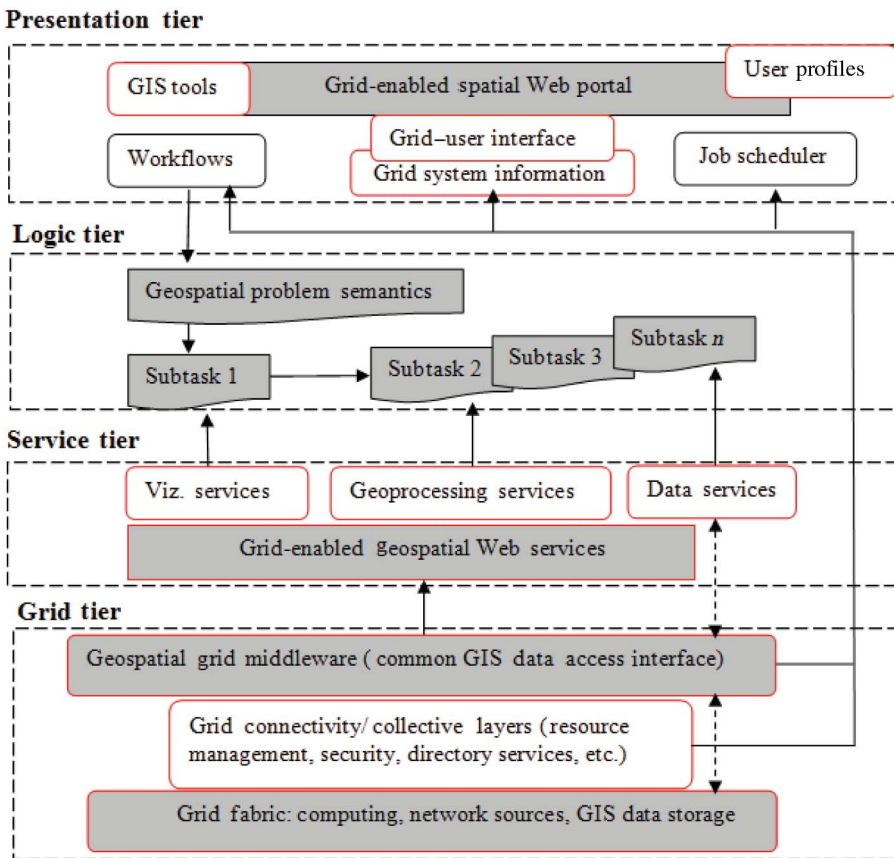 Presentation tier
GIS tools
Grid-enabled spatial Web portal
User profiles
Grid–user interface
Workflows
Grid system information
Job scheduler
Logic tier
Geospatial problem semantics
Subtask 1
Subtask 2
Subtask 3
Subtask n
Service tier
Viz. services
Geoprocessing services
Data services
Grid-enabled geospatial Web services
Grid tier
Geospatial grid middleware ( common GIS data access interface)
Grid connectivity/ collective layers (resource
management, security, directory services, etc.)
Grid fabric: computing, network sources, GIS data storage